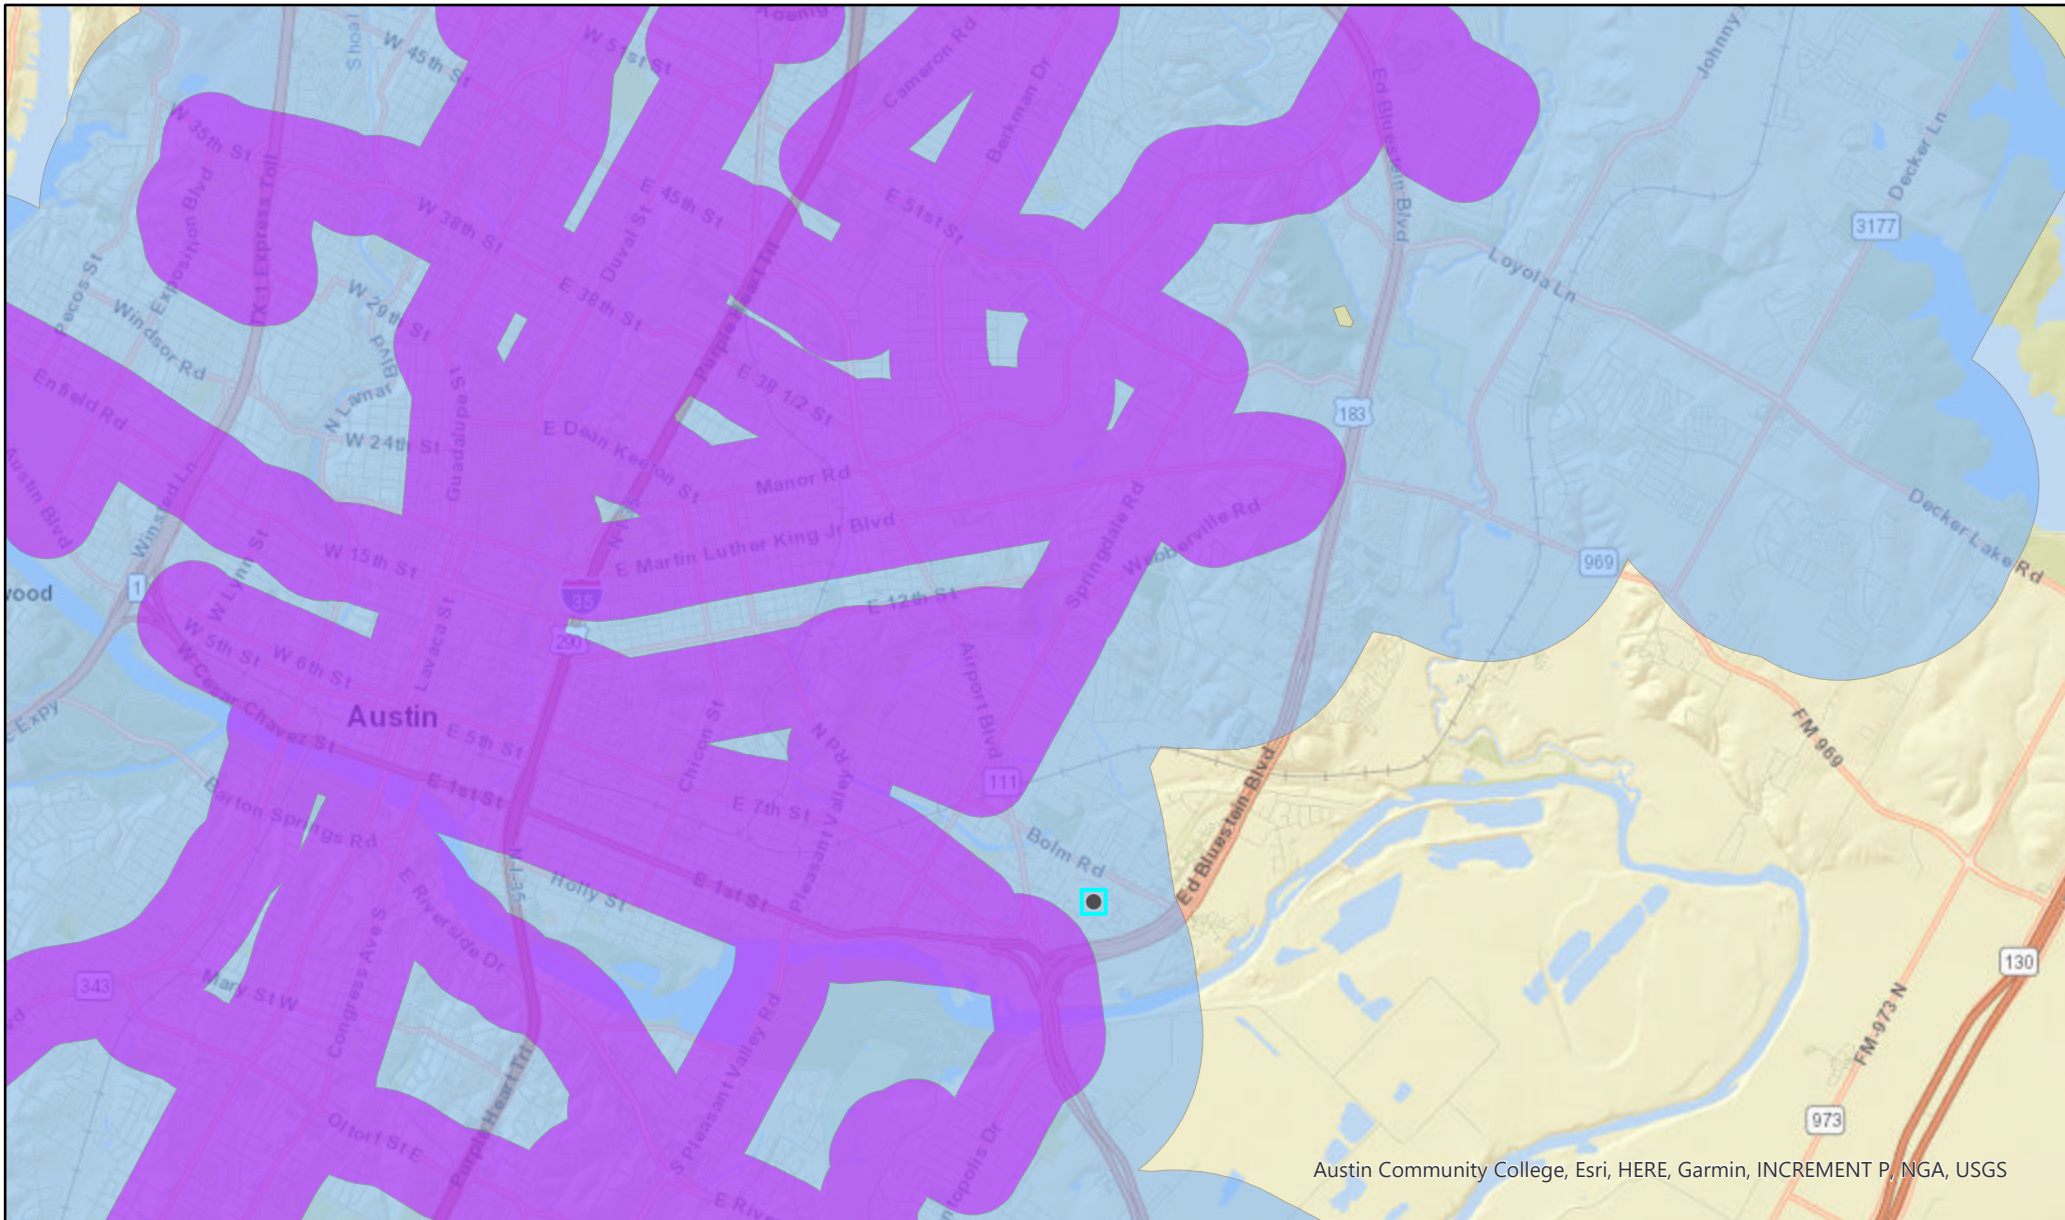 Koenig
Shoal
W 45th St
W 51st St
Cameron Rd
Berkman Dr
Ed Bluestein Blvd
Johnny
Decker Ln
W 35th St
Exposition Blvd
TX-1 Express Toll
W 38th St
E 45th St
Duval St
E 51st St
3177
Loyola Ln
Pecos St
Windsor Rd
W 29th St
Blvd
N Lamar
E 38th St
Purple Heart Trl
E 38 1/2 St
183
Enfield Rd
Guadalupe St
W 24th St
E Dean Keeton St
Manor Rd
Austin Blvd
Winsted Ln
Springdale Rd
Webberville Rd
Decker Lake Rd
W Lynn St
W 15th St
E Martin Luther King Jr Blvd
969
wood
1
35
E 12th St
290
W 5th St
W 6th St
Lavaca St
W Cesar Chavez St
Airport Blvd
Expy
Austin
E 5th St
Chicon St
N Pleasant Valley Rd
FM 969
E 1st St
111
Barton Springs Rd
E 7th St
Ed Bluestein Blvd
Bolm Rd
N I-35
E Riverside Dr
Holly St
E 1st St
343
Mary St W
Congress Ave S
130
S Pleasant Valley Rd
FM-973 N
Purple Heart Trl
Oltorf St E
973
Austin Community College, Esri, HERE, Garmin, INCREMENT P, NGA, USGS